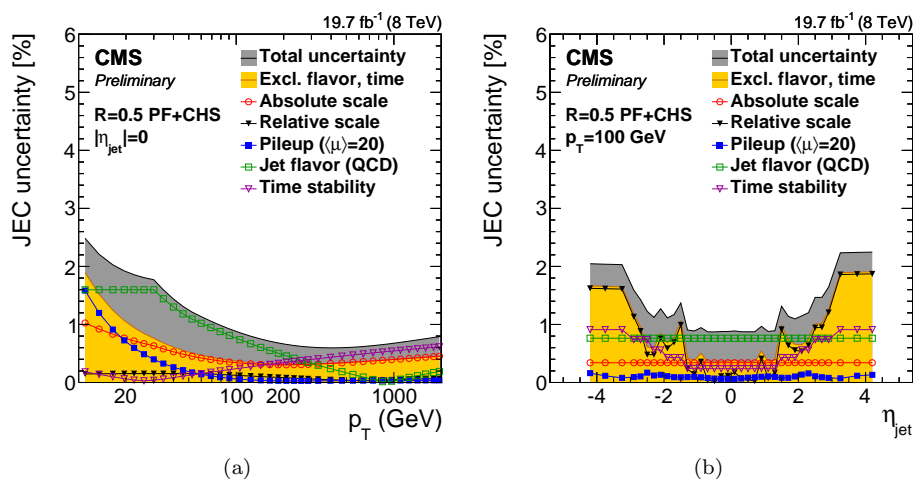 19.7 fb⁻¹ (8 TeV)
JEC uncertainty [%]
6
5
4
3
2
1
0
CMS
Preliminary
R=0.5 PF+CHS
|η_jet|=0
Total uncertainty
Excl. flavor, time
Absolute scale
Relative scale
Pileup (⟨μ⟩=20)
Jet flavor (QCD)
Time stability
20 100 200 1000
p_T (GeV)
(a)
19.7 fb⁻¹ (8 TeV)
JEC uncertainty [%]
6
5
4
3
2
1
0
CMS
Preliminary
R=0.5 PF+CHS
p_T=100 GeV
Total uncertainty
Excl. flavor, time
Absolute scale
Relative scale
Pileup (⟨μ⟩=20)
Jet flavor (QCD)
Time stability
-4 -2 0 2 4
η_jet
(b)